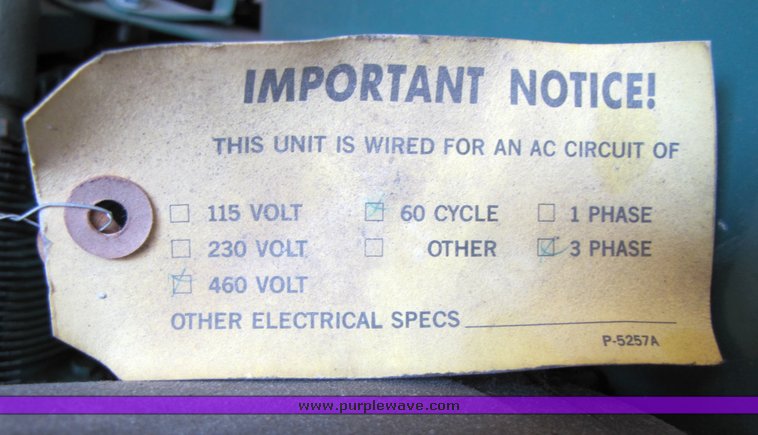 IMPORTANT NOTICE!
THIS UNIT IS WIRED FOR AN AC CIRCUIT OF
☐ 115 VOLT ☑ 60 CYCLE ☐ 1 PHASE
☐ 230 VOLT ☐ OTHER ☑ 3 PHASE
☑ 460 VOLT
OTHER ELECTRICAL SPECS
P-5257A
www.purplewave.com